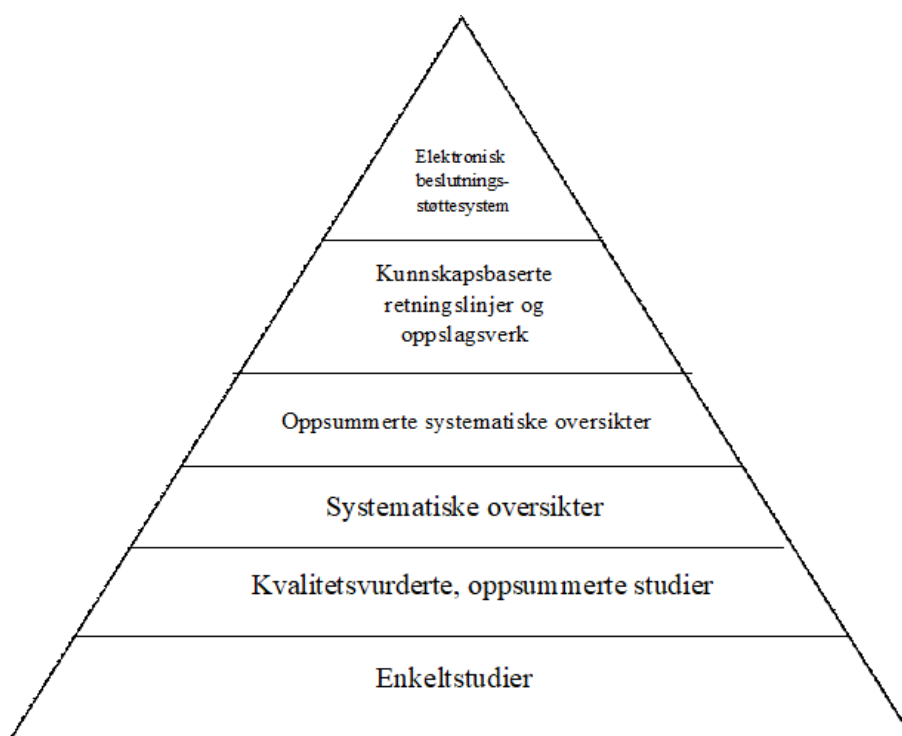 Elektronisk
beslutnings-
støttesystem
Kunnskapsbaserte
retningslinjer og
oppslagsverk
Oppsummerte systematiske oversikter
Systematiske oversikter
Kvalitetsvurderte, oppsummerte studier
Enkeltstudier